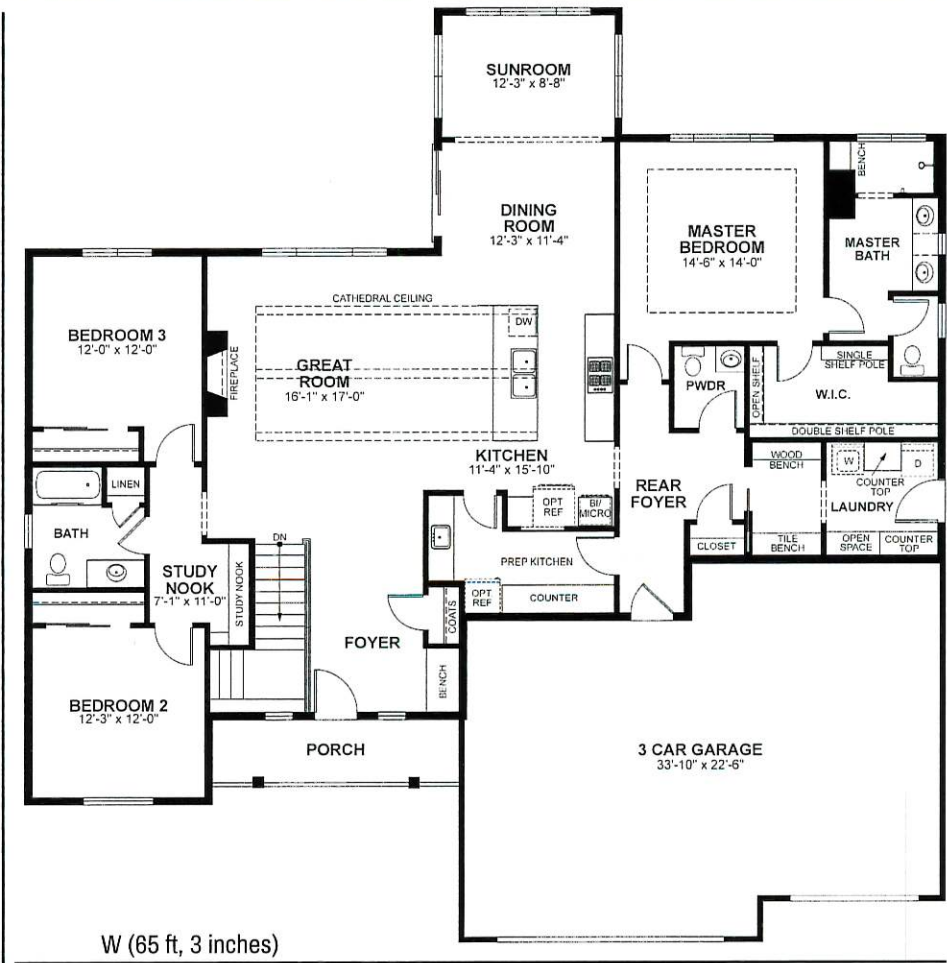 SUNROOM
12'-3" x 8'-8"
DINING
ROOM
12'-3" x 11'-4"
MASTER
BEDROOM
14'-6" x 14'-0"
BENCH
MASTER
BATH
BEDROOM 3
12'-0" x 12'-0"
CATHEDRAL CEILING
FIREPLACE
GREAT
ROOM
16'-1" x 17'-0"
DW
KITCHEN
11'-4" x 15'-10"
PWDR
OPEN SHELF
SINGLE
SHELF POLE
W.I.C.
DOUBLE SHELF POLE
LINEN
BATH
OPT
REF
BI/
MICRO
REAR
FOYER
WOOD
BENCH
W
D
COUNTER
TOP
LAUNDRY
CLOSET
TILE
BENCH
OPEN
SPACE
COUNTER
TOP
DN
STUDY
NOOK
7'-1" x 11'-0"
STUDY NOOK
PREP KITCHEN
OPT
REF
COUNTER
COATS
FOYER
BENCH
BEDROOM 2
12'-3" x 12'-0"
PORCH
3 CAR GARAGE
33'-10" x 22'-6"
W (65 ft, 3 inches)